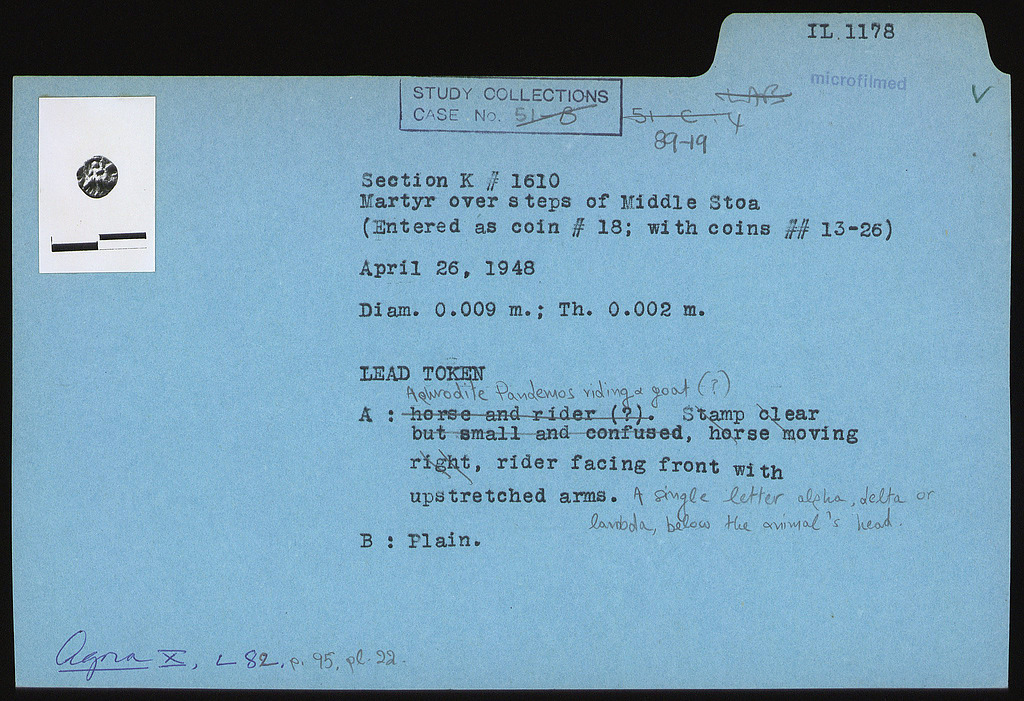 IL 1178
microfilmed
STUDY COLLECTIONS
CASE No. 51-B
LAB
51 - C. 4
89-19
Section K # 1610
Martyr over steps of Middle Stoa
(Entered as coin # 18; with coins ## 13-26)
April 26, 1948
Diam. 0.009 m.; Th. 0.002 m.
LEAD TOKEN
Aphrodite Pandemos riding a goat (?)
A : horse and rider (?). Stamp clear
but small and confused, horse moving
right, rider facing front with
upstretched arms. A single letter alpha, delta or
lambda, below the animal's head.
B : Plain.
Agora X, L 82, p. 95, pl. 22.